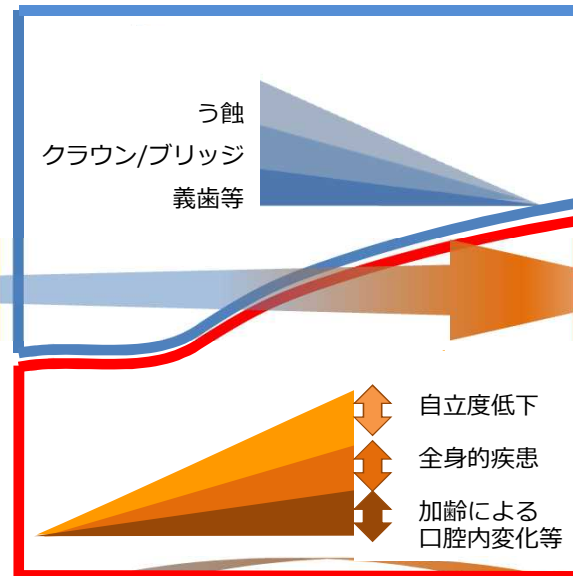 う蝕
クラウン/ブリッジ
義歯等
自立度低下
全身的疾患
加齢による
口腔内変化等